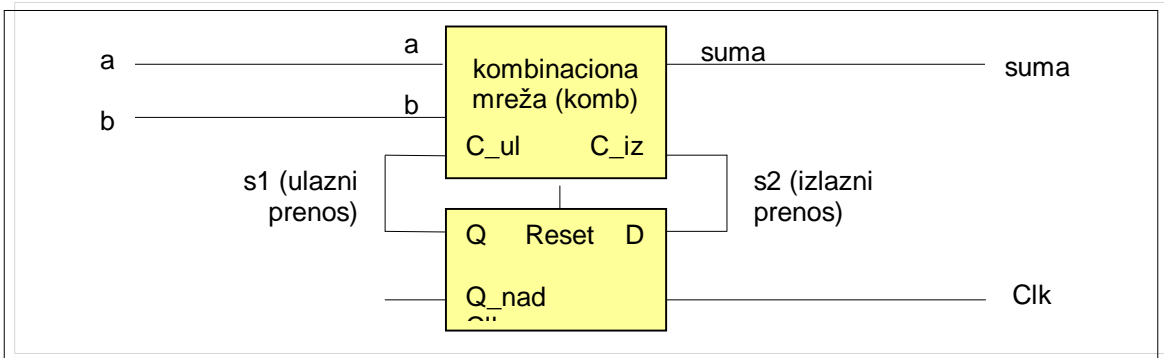 a
a
suma
suma
kombinaciona
mreža (komb)
b
b
C_ul
C_iz
s1 (ulazni
prenos)
s2 (izlazni
prenos)
Q
Reset
D
Q_nad
Clk